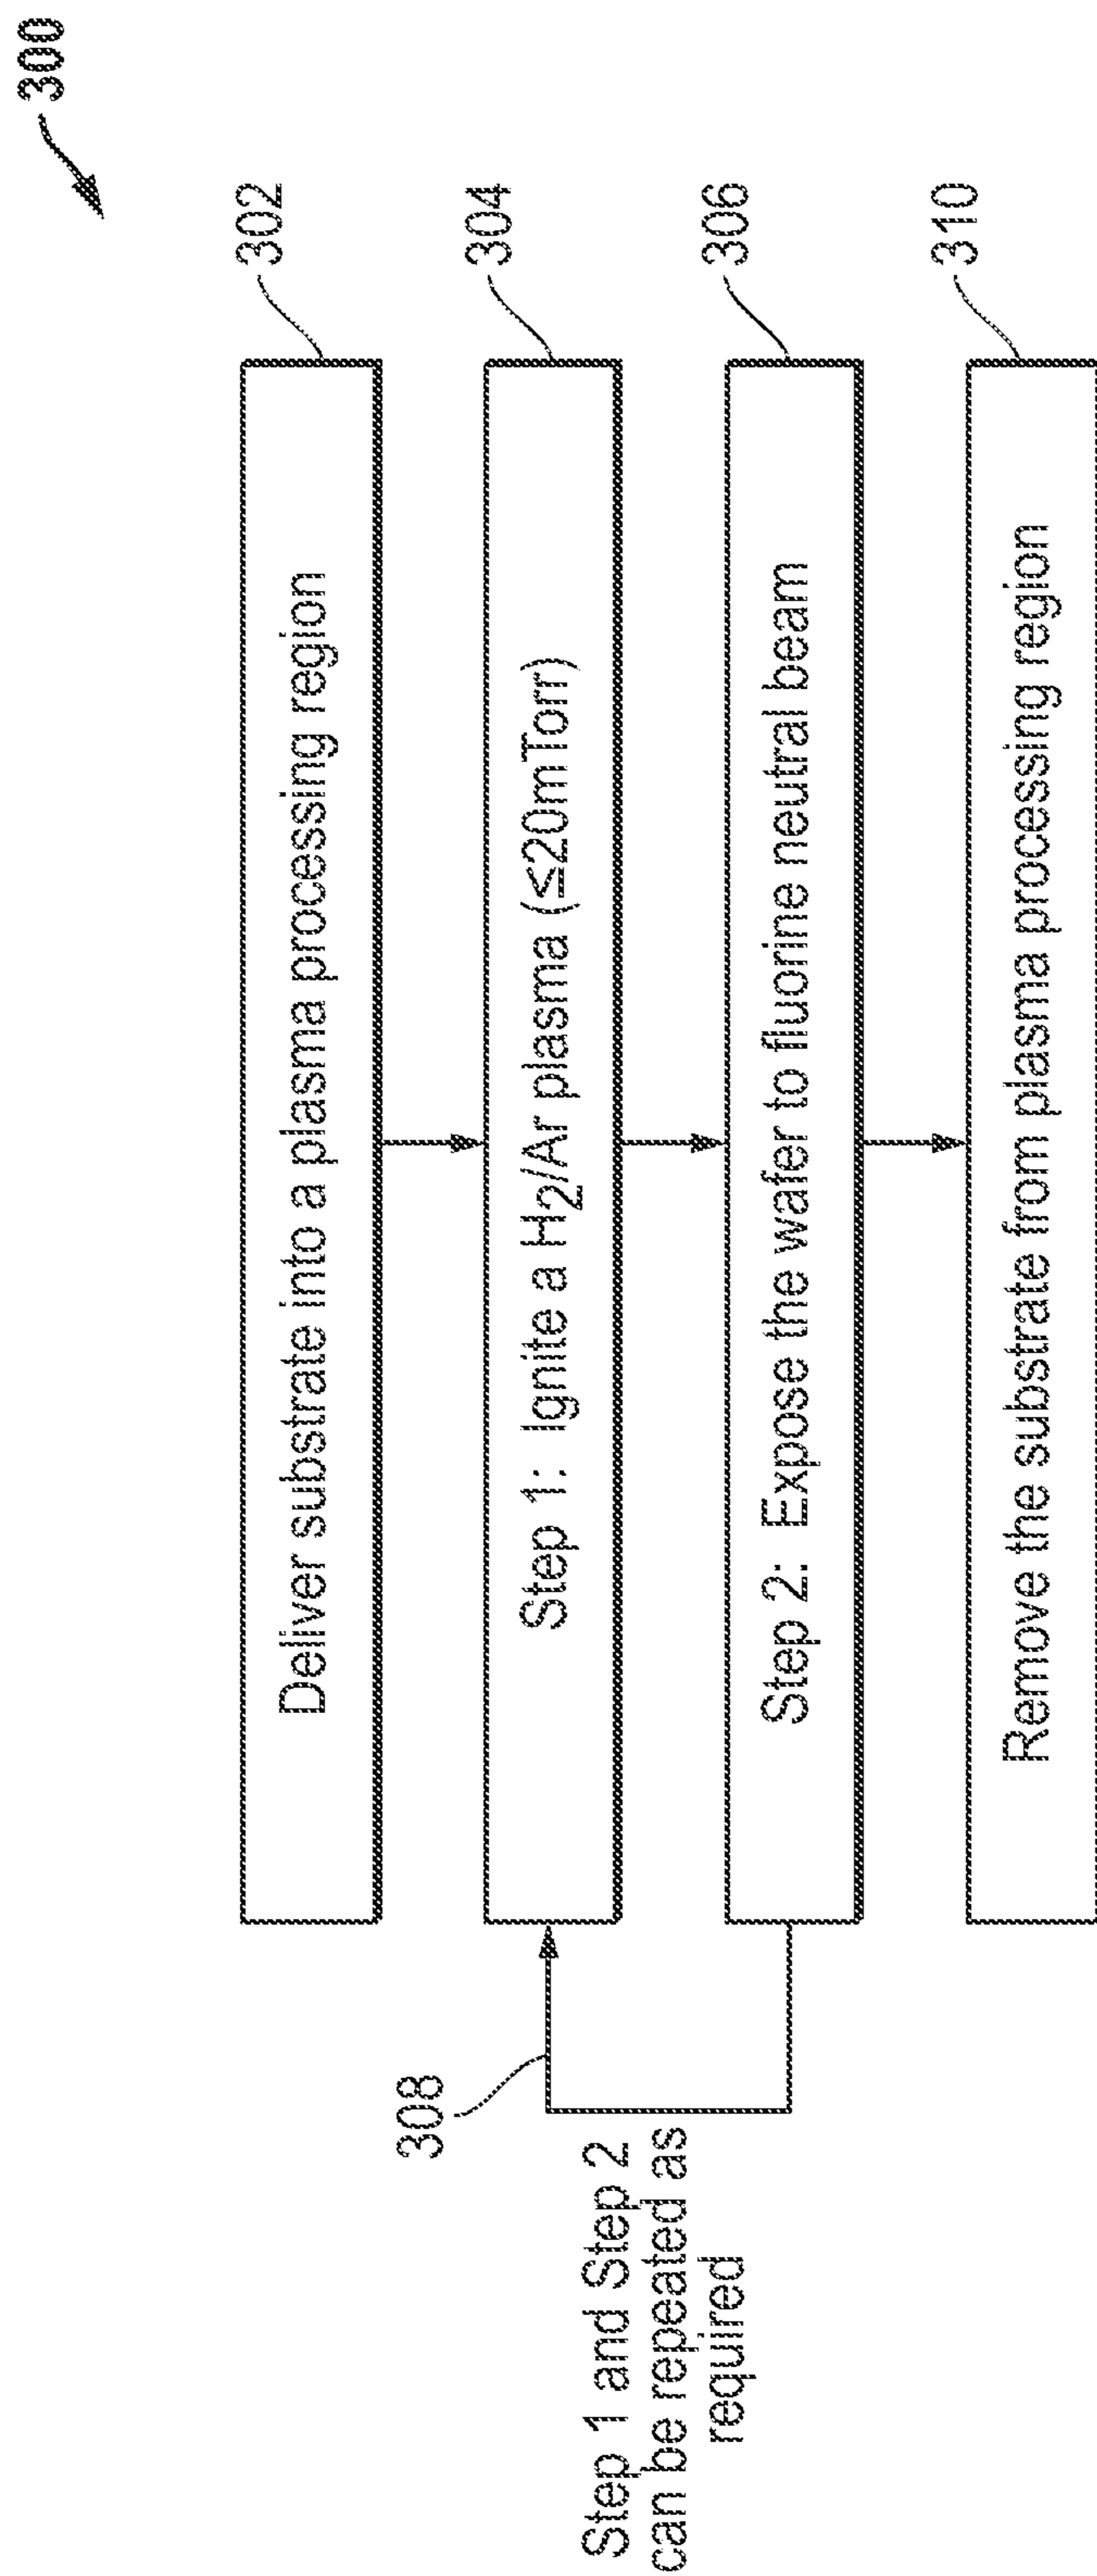 300
Deliver substrate into a plasma processing region
302
Step 1: Ignite a H2/Ar plasma (≤20mTorr)
304
308
Step 1 and Step 2
can be repeated as
required
Step 2: Expose the wafer to fluorine neutral beam
306
Remove the substrate from plasma processing region
310